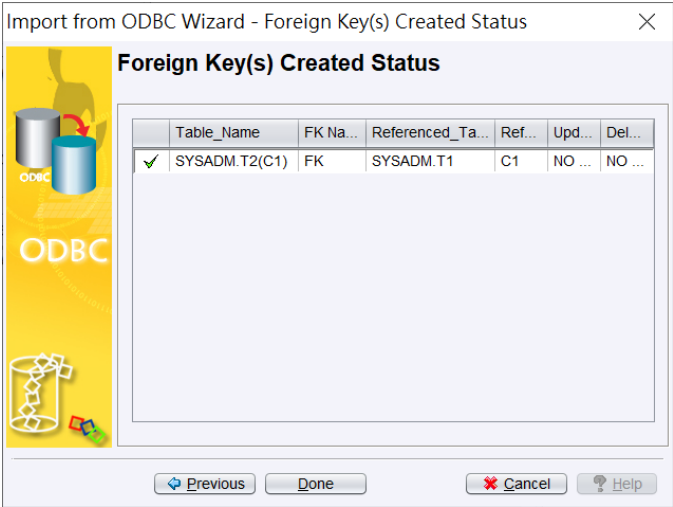 Import from ODBC Wizard - Foreign Key(s) Created Status
Foreign Key(s) Created Status
Table_Name FK Na... Referenced_Ta... Ref... Upd... Del...
SYSADM.T2(C1) FK SYSADM.T1 C1 NO ... NO ...
ODBC
ODBC
Previous Done Cancel Help